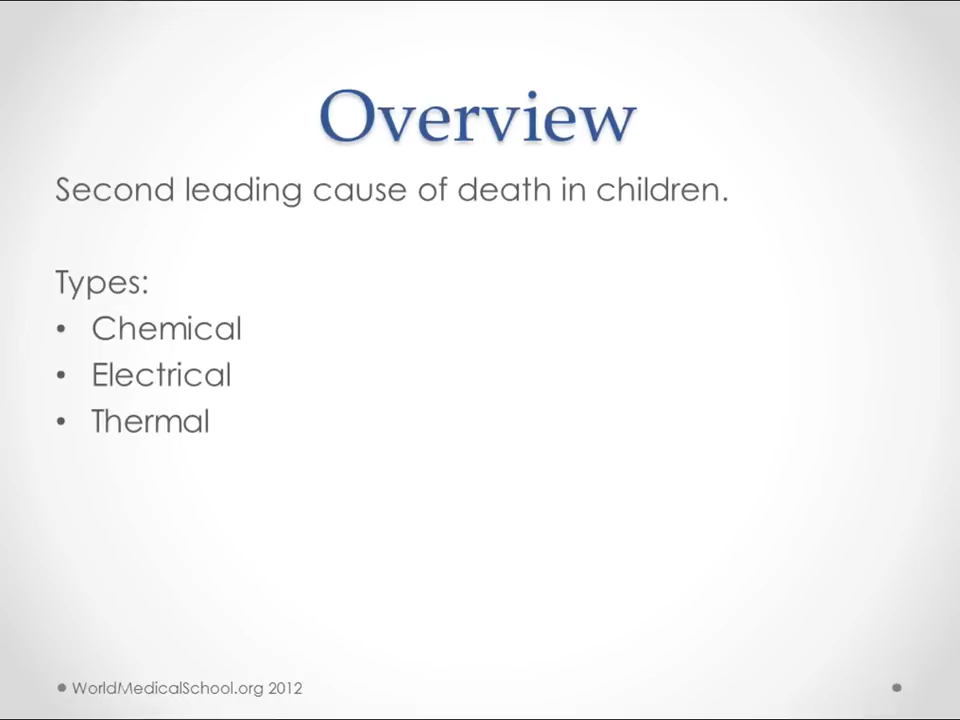 Overview
Second leading cause of death in children.
Types:
• Chemical
• Electrical
• Thermal
WorldMedicalSchool.org 2012